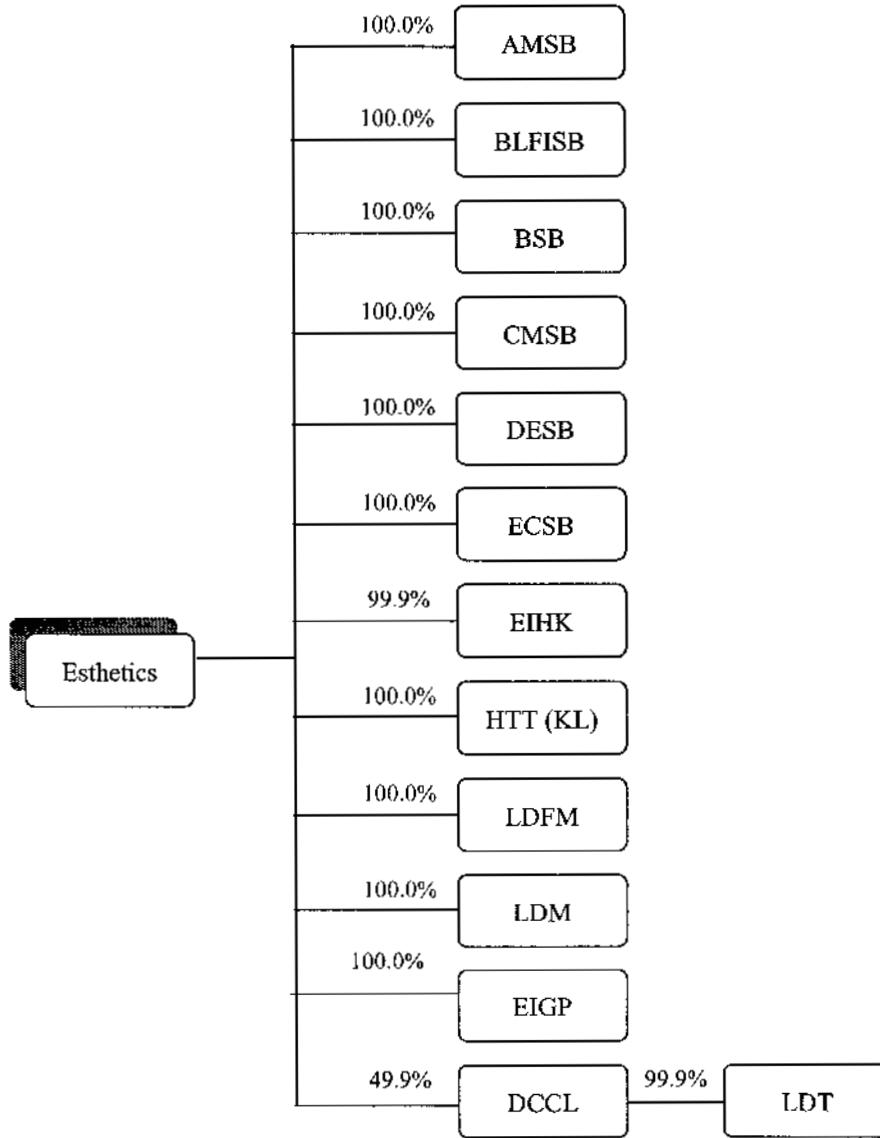 100.0%
AMSB
100.0%
BLFISB
100.0%
BSB
100.0%
CMSB
100.0%
DESB
100.0%
ECSB
99.9%
EIHK
Esthetics
100.0%
HTT (KL)
100.0%
LDFM
100.0%
LDM
100.0%
EIGP
49.9%
DCCL
99.9%
LDT